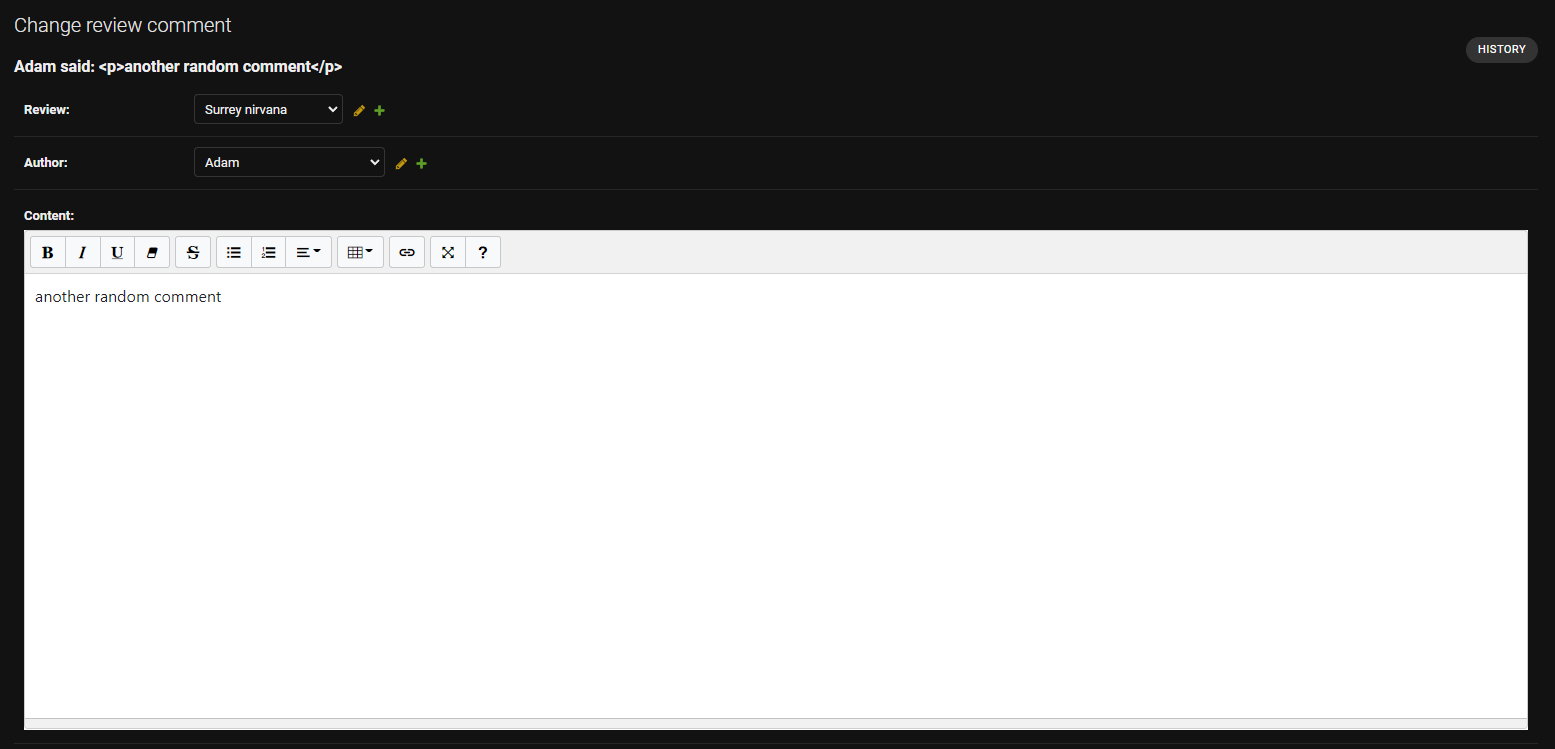 Change review comment
HISTORY
Adam said: <p>another random comment</p>
Review: Surrey nirvana
Author: Adam
Content:
B I U S ?
another random comment